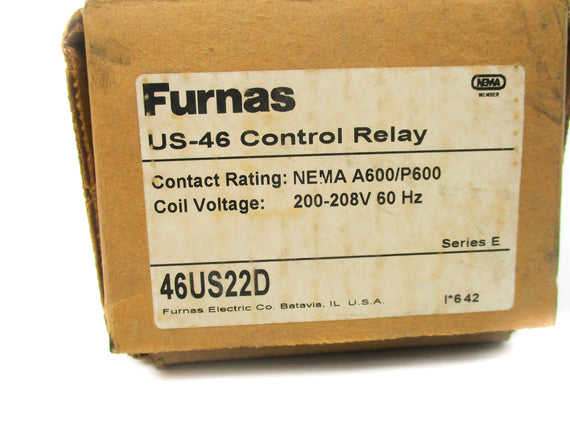 Furnas
NEMA
MEMBER
US-46 Control Relay
Contact Rating: NEMA A600/P600
Coil Voltage: 200-208V 60 Hz
Series E
46US22D
Furnas Electric Co. Batavia, IL U.S.A.
I*642